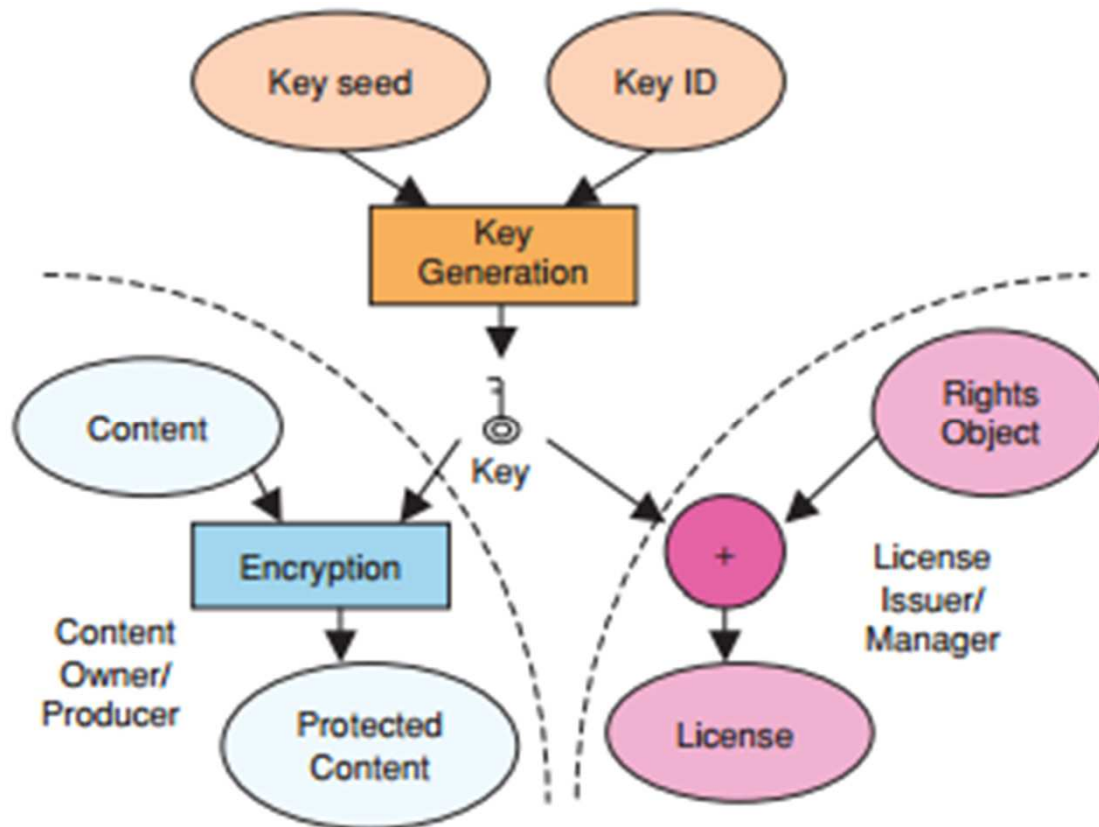 Key seed
Key ID
Key
Generation
Key
Content
Rights
Object
Encryption
+
License
Issuer/
Manager
Content
Owner/
Producer
Protected
Content
License